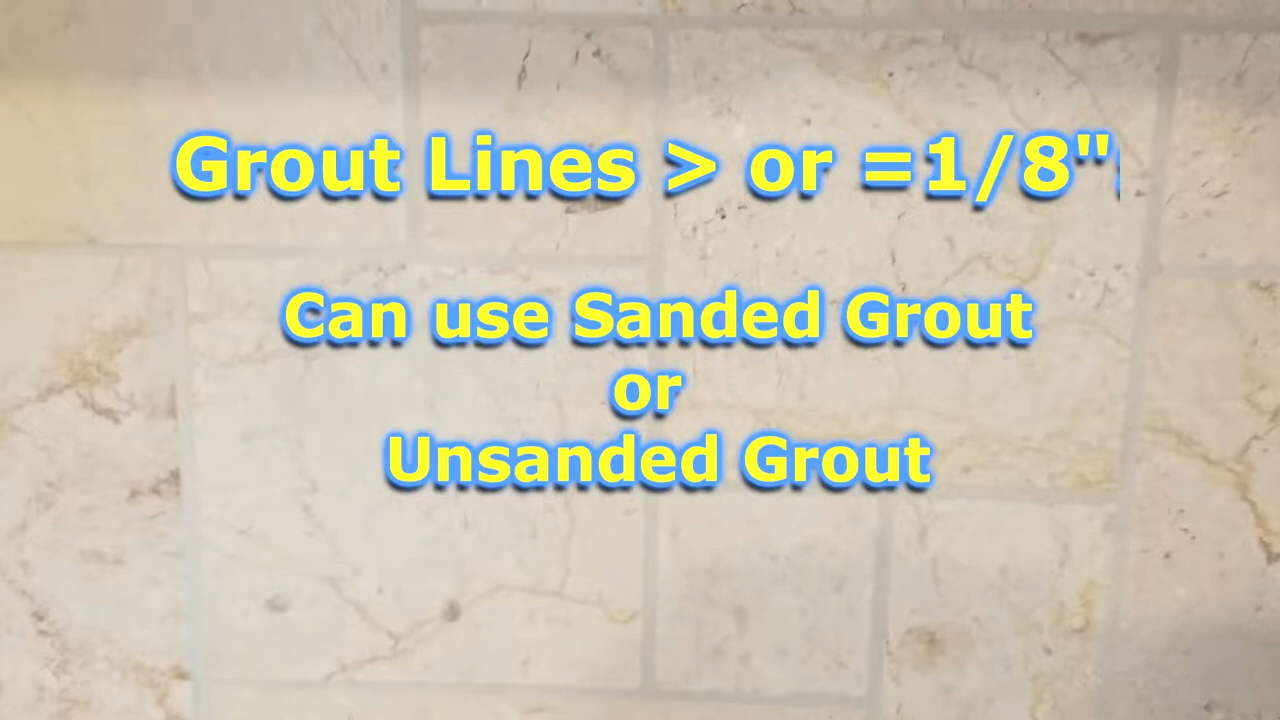 Grout Lines > or =1/8":
Can use Sanded Grout
or
Unsanded Grout